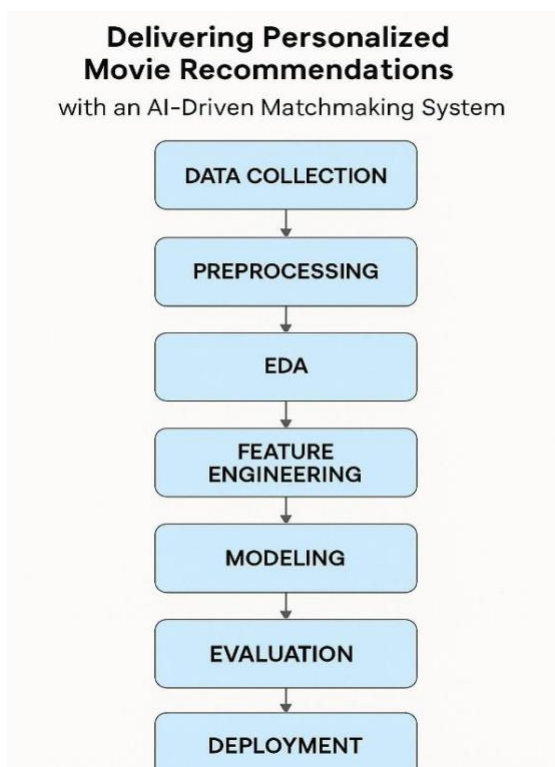 Delivering Personalized
Movie Recommendations
with an AI-Driven Matchmaking System
DATA COLLECTION
PREPROCESSING
EDA
FEATURE
ENGINEERING
MODELING
EVALUATION
DEPLOYMENT